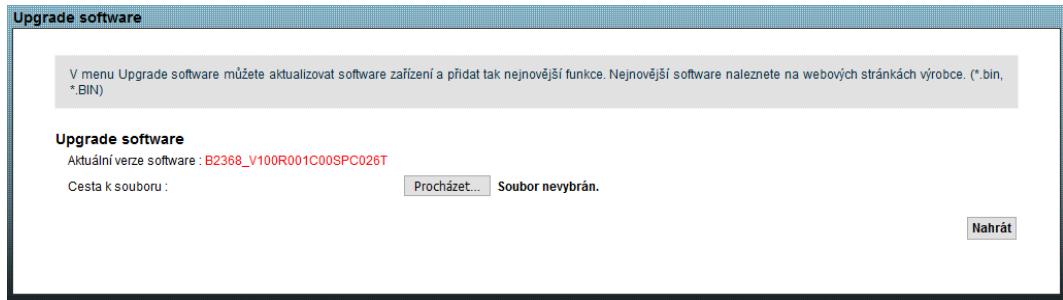 Upgrade software
V menu Upgrade software můžete aktualizovat software zařízení a přidat tak nejnovější funkce. Nejnovější software naleznete na webových stránkách výrobce. (*.bin,
*.BIN)
Upgrade software
Aktuální verze software : B2368_V100R001C00SPC026T
Cesta k souboru : Procházet... Soubor nevybrán.
Nahrát